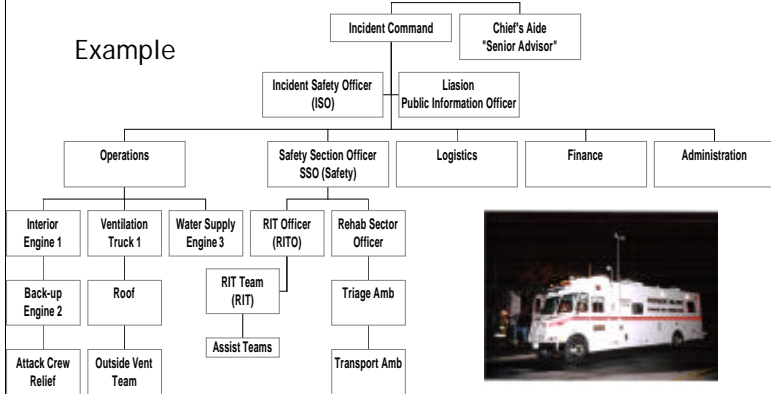 Example
Incident Command
Chief's Aide
"Senior Advisor"
Incident Safety Officer
(ISO)
Liasion
Public Information Officer
Operations
Safety Section Officer
SSO (Safety)
Logistics
Finance
Administration
Interior
Engine 1
Ventilation
Truck 1
Water Supply
Engine 3
RIT Officer
(RITO)
Rehab Sector
Officer
Back-up
Engine 2
Roof
RIT Team
(RIT)
Triage Amb
Assist Teams
Attack Crew
Relief
Outside Vent
Team
Transport Amb